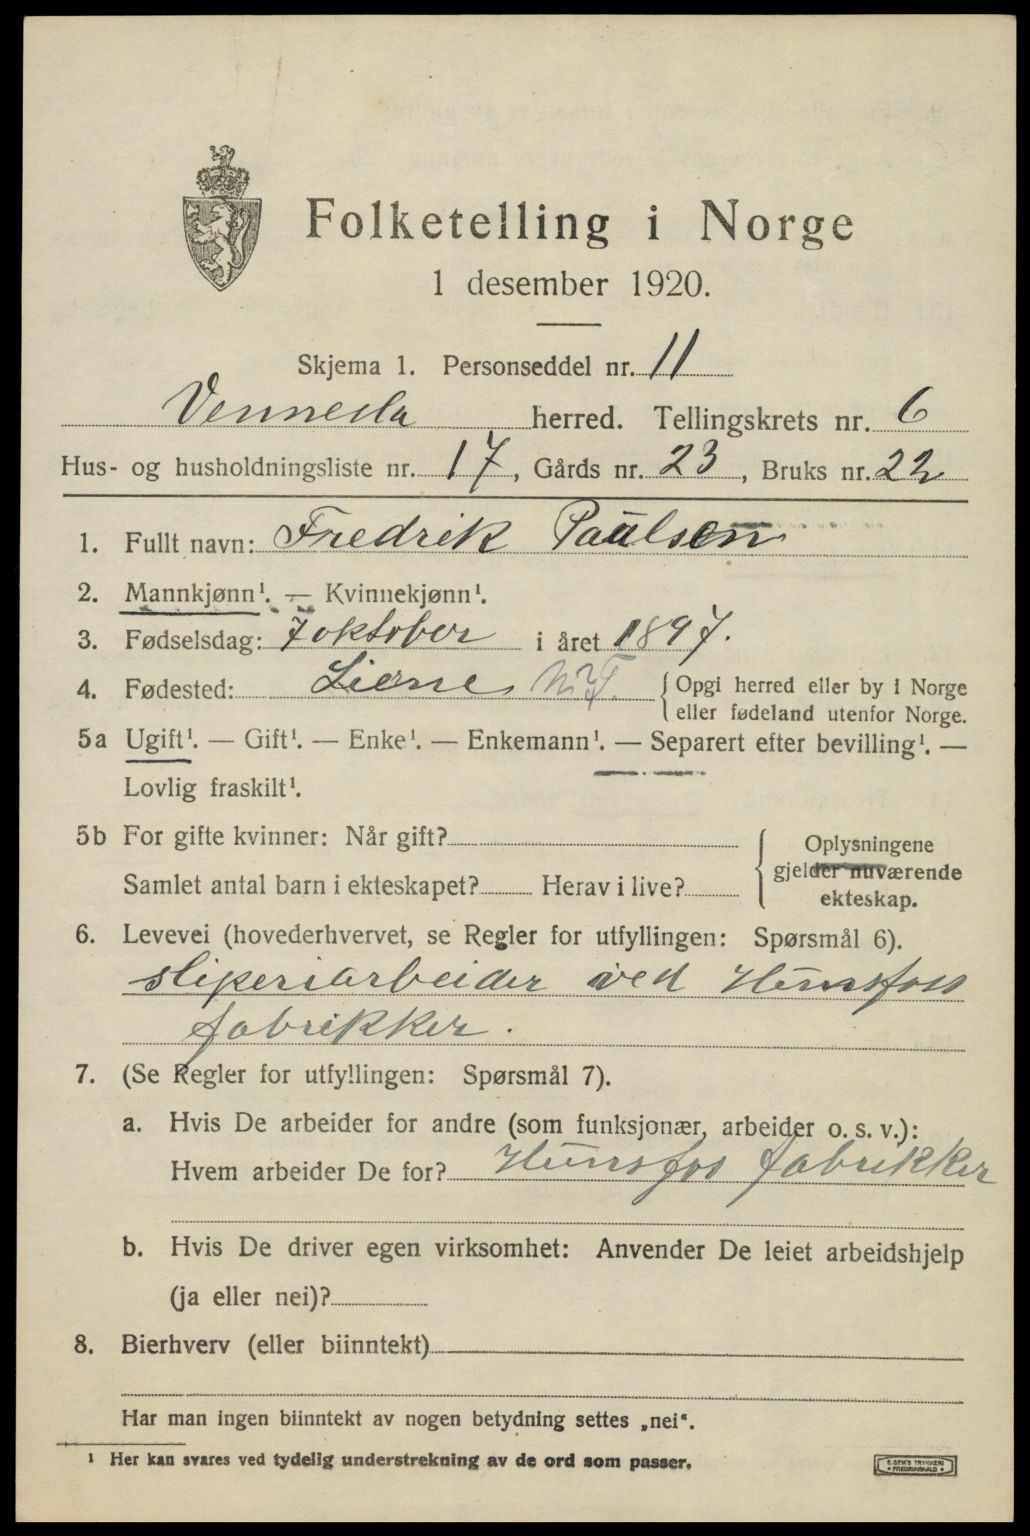 Folketelling i Norge
1 desember 1920.
Skjema 1. Personseddel nr. 11
Vennesla herred. Tellingskrets nr. 6
Hus- og husholdningsliste nr. 17, Gårds nr. 23, Bruks nr. 22
1. Fullt navn: Fredrik Paulsen
2. Mannkjønn¹. — Kvinnekjønn¹.
3. Fødselsdag: 7 oktober i året 1897.
4. Fødested: Lierne N.T. { Opgi herred eller by i Norge
eller fødeland utenfor Norge.
5a Ugift¹. — Gift¹. — Enke¹. — Enkemann¹. — Separert efter bevilling¹. —
Lovlig fraskilt¹.
5b For gifte kvinner: Når gift?
Samlet antal barn i ekteskapet? Herav i live?
{ Oplysningene
gjelder nuværende
ekteskap.
6. Levevei (hovederhvervet, se Regler for utfyllingen: Spørsmål 6).
sliperiarbeider ved Hunsfoss
fabrikker.
7. (Se Regler for utfyllingen: Spørsmål 7).
a. Hvis De arbeider for andre (som funksjonær, arbeider o. s. v.):
Hvem arbeider De for? Hunsfos fabrikker
b. Hvis De driver egen virksomhet: Anvender De leiet arbeidshjelp
(ja eller nei)?
8. Bierhverv (eller biinntekt)
Har man ingen biinntekt av nogen betydning settes „nei“.
¹ Her kan svares ved tydelig understrekning av de ord som passer.
E. SEM'S TRYKKERI
FREDRIKSHALD